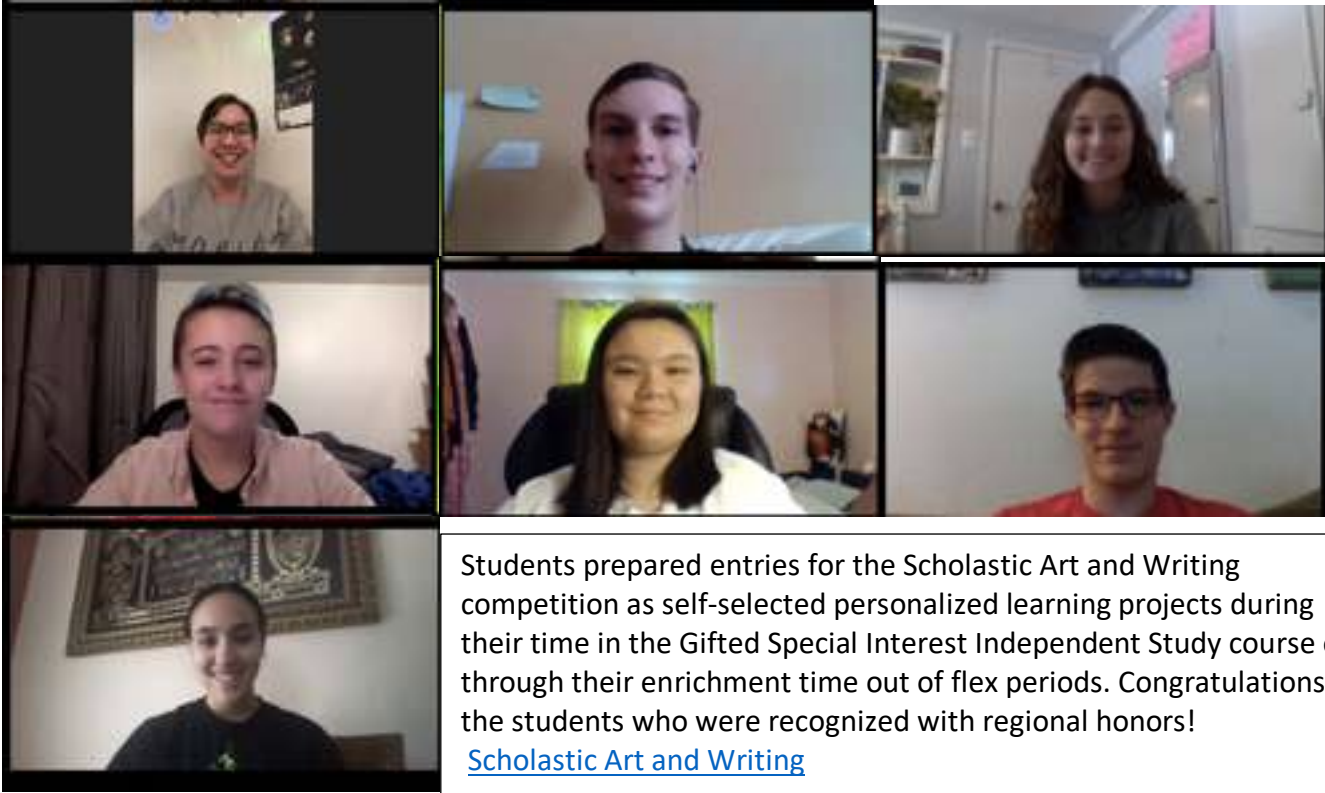 Students prepared entries for the Scholastic Art and Writing
competition as self-selected personalized learning projects during
their time in the Gifted Special Interest Independent Study course
through their enrichment time out of flex periods. Congratulations
the students who were recognized with regional honors!
Scholastic Art and Writing